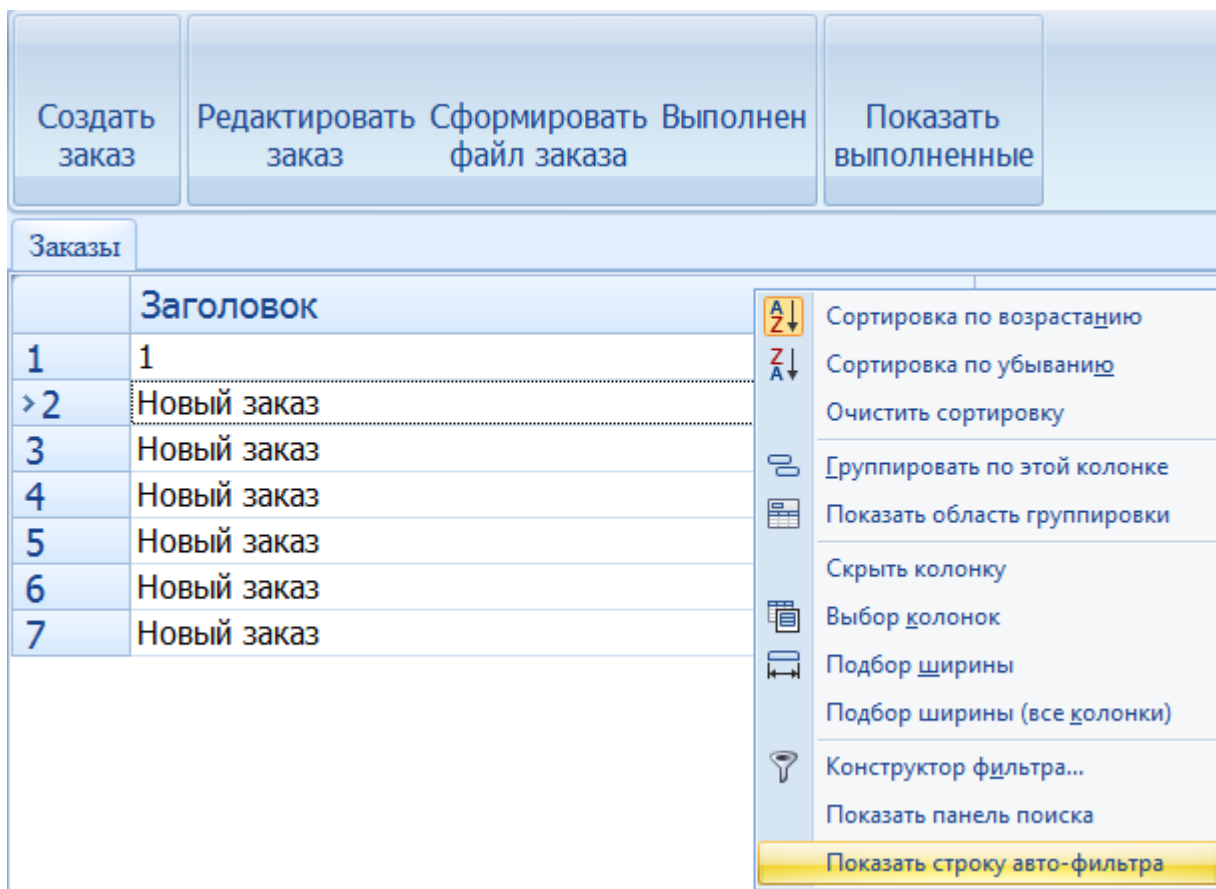 Создать
заказ
Редактировать
заказ
Сформировать
файл заказа
Выполнен
Показать
выполненные
Заказы
Заголовок
1 1
>2 Новый заказ
3 Новый заказ
4 Новый заказ
5 Новый заказ
6 Новый заказ
7 Новый заказ
Сортировка по возрастанию
Сортировка по убыванию
Очистить сортировку
Группировать по этой колонке
Показать область группировки
Скрыть колонку
Выбор колонок
Подбор ширины
Подбор ширины (все колонки)
Конструктор фильтра...
Показать панель поиска
Показать строку авто-фильтра